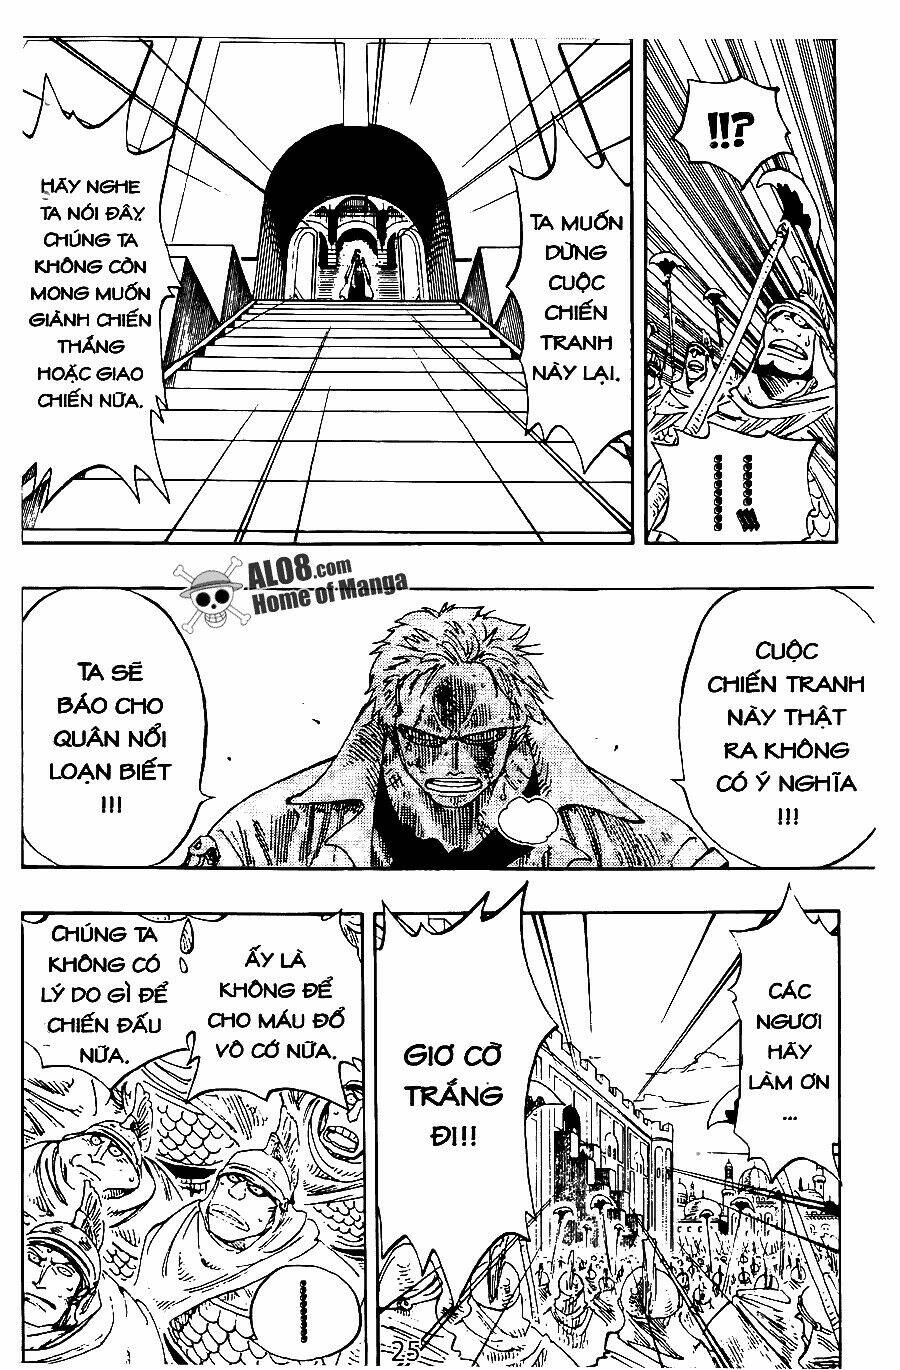 !!?
TA MUỐN
DỪNG
CUỘC
CHIẾN
TRANH
NÀY LẠI.
HÃY NGHE
TA NÓI ĐÂY.
CHÚNG TA
KHÔNG CÒN
MONG MUỐN
GIÀNH CHIẾN
THẮNG
HOẶC GIAO
CHIẾN NỮA.
AL08.com
Home of Manga
CUỘC
CHIẾN TRANH
NÀY THẬT
RA KHÔNG
CÓ Ý NGHĨA
!!!
TA SẼ
BÁO CHO
QUÂN NỔI
LOẠN BIẾT
!!!
CÁC
NGƯƠI
HÃY
LÀM ƠN
...
GIƠ CỜ
TRẮNG
ĐI!!
ẤY LÀ
KHÔNG ĐỂ
CHO MÁU ĐỔ
VÔ CỚ NỮA.
CHÚNG TA
KHÔNG CÓ
LÝ DO GÌ ĐỂ
CHIẾN ĐẤU
NỮA.
25